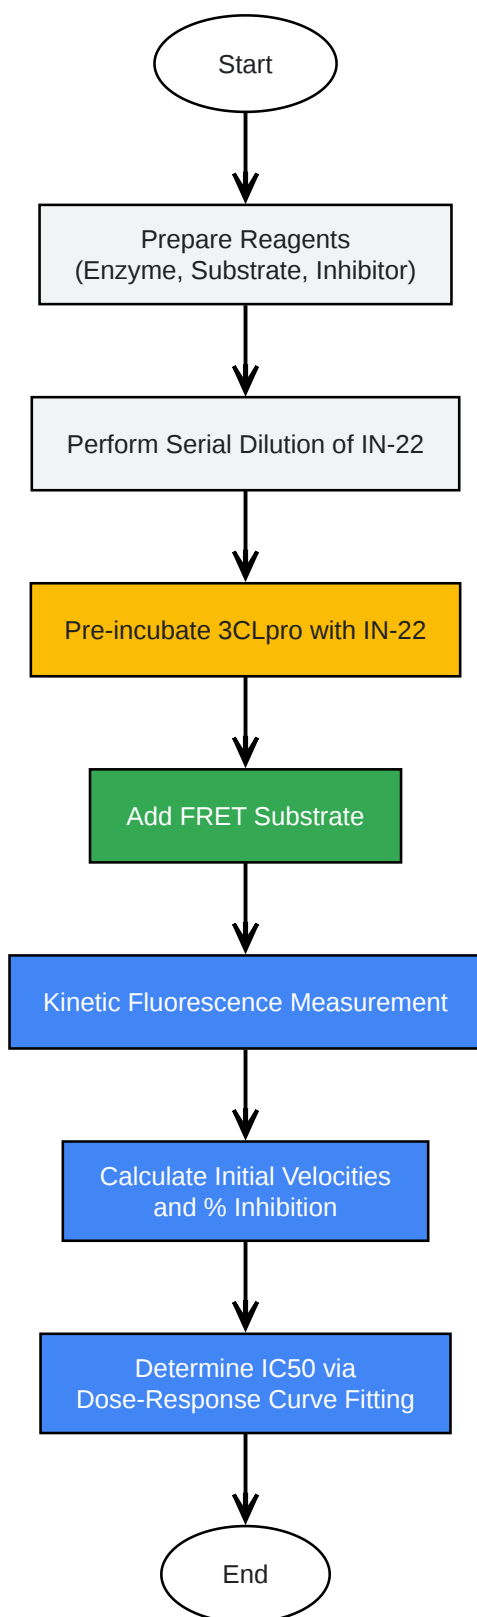 Start
Prepare Reagents
(Enzyme, Substrate, Inhibitor)
Perform Serial Dilution of IN-22
Pre-incubate 3CLpro with IN-22
Add FRET Substrate
Kinetic Fluorescence Measurement
Calculate Initial Velocities
and % Inhibition
Determine IC50 via
Dose-Response Curve Fitting
End